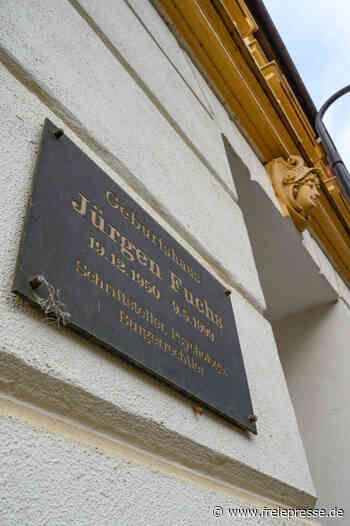 Geburtshaus
Jürgen Fuchs
19.12.1950 9.5.1999
Schriftsteller, Psychologe,
Bürgerrechtler
© www.freiepresse.de